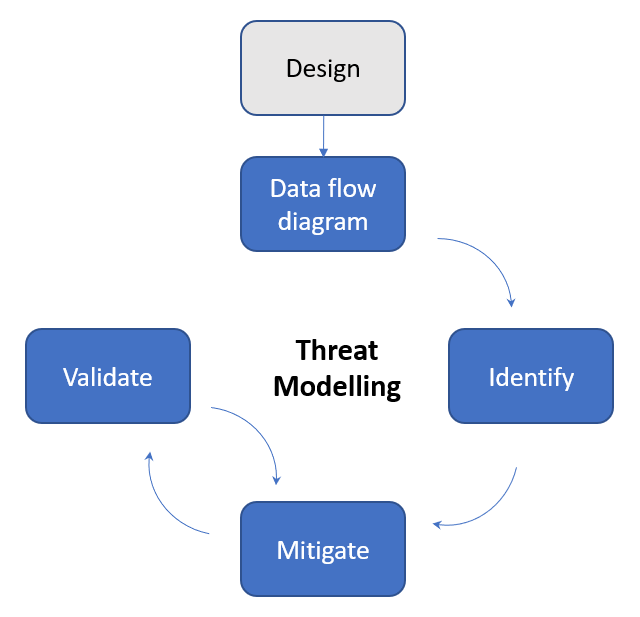 Design
Data flow
diagram
Threat
Modelling
Validate
Identify
Mitigate